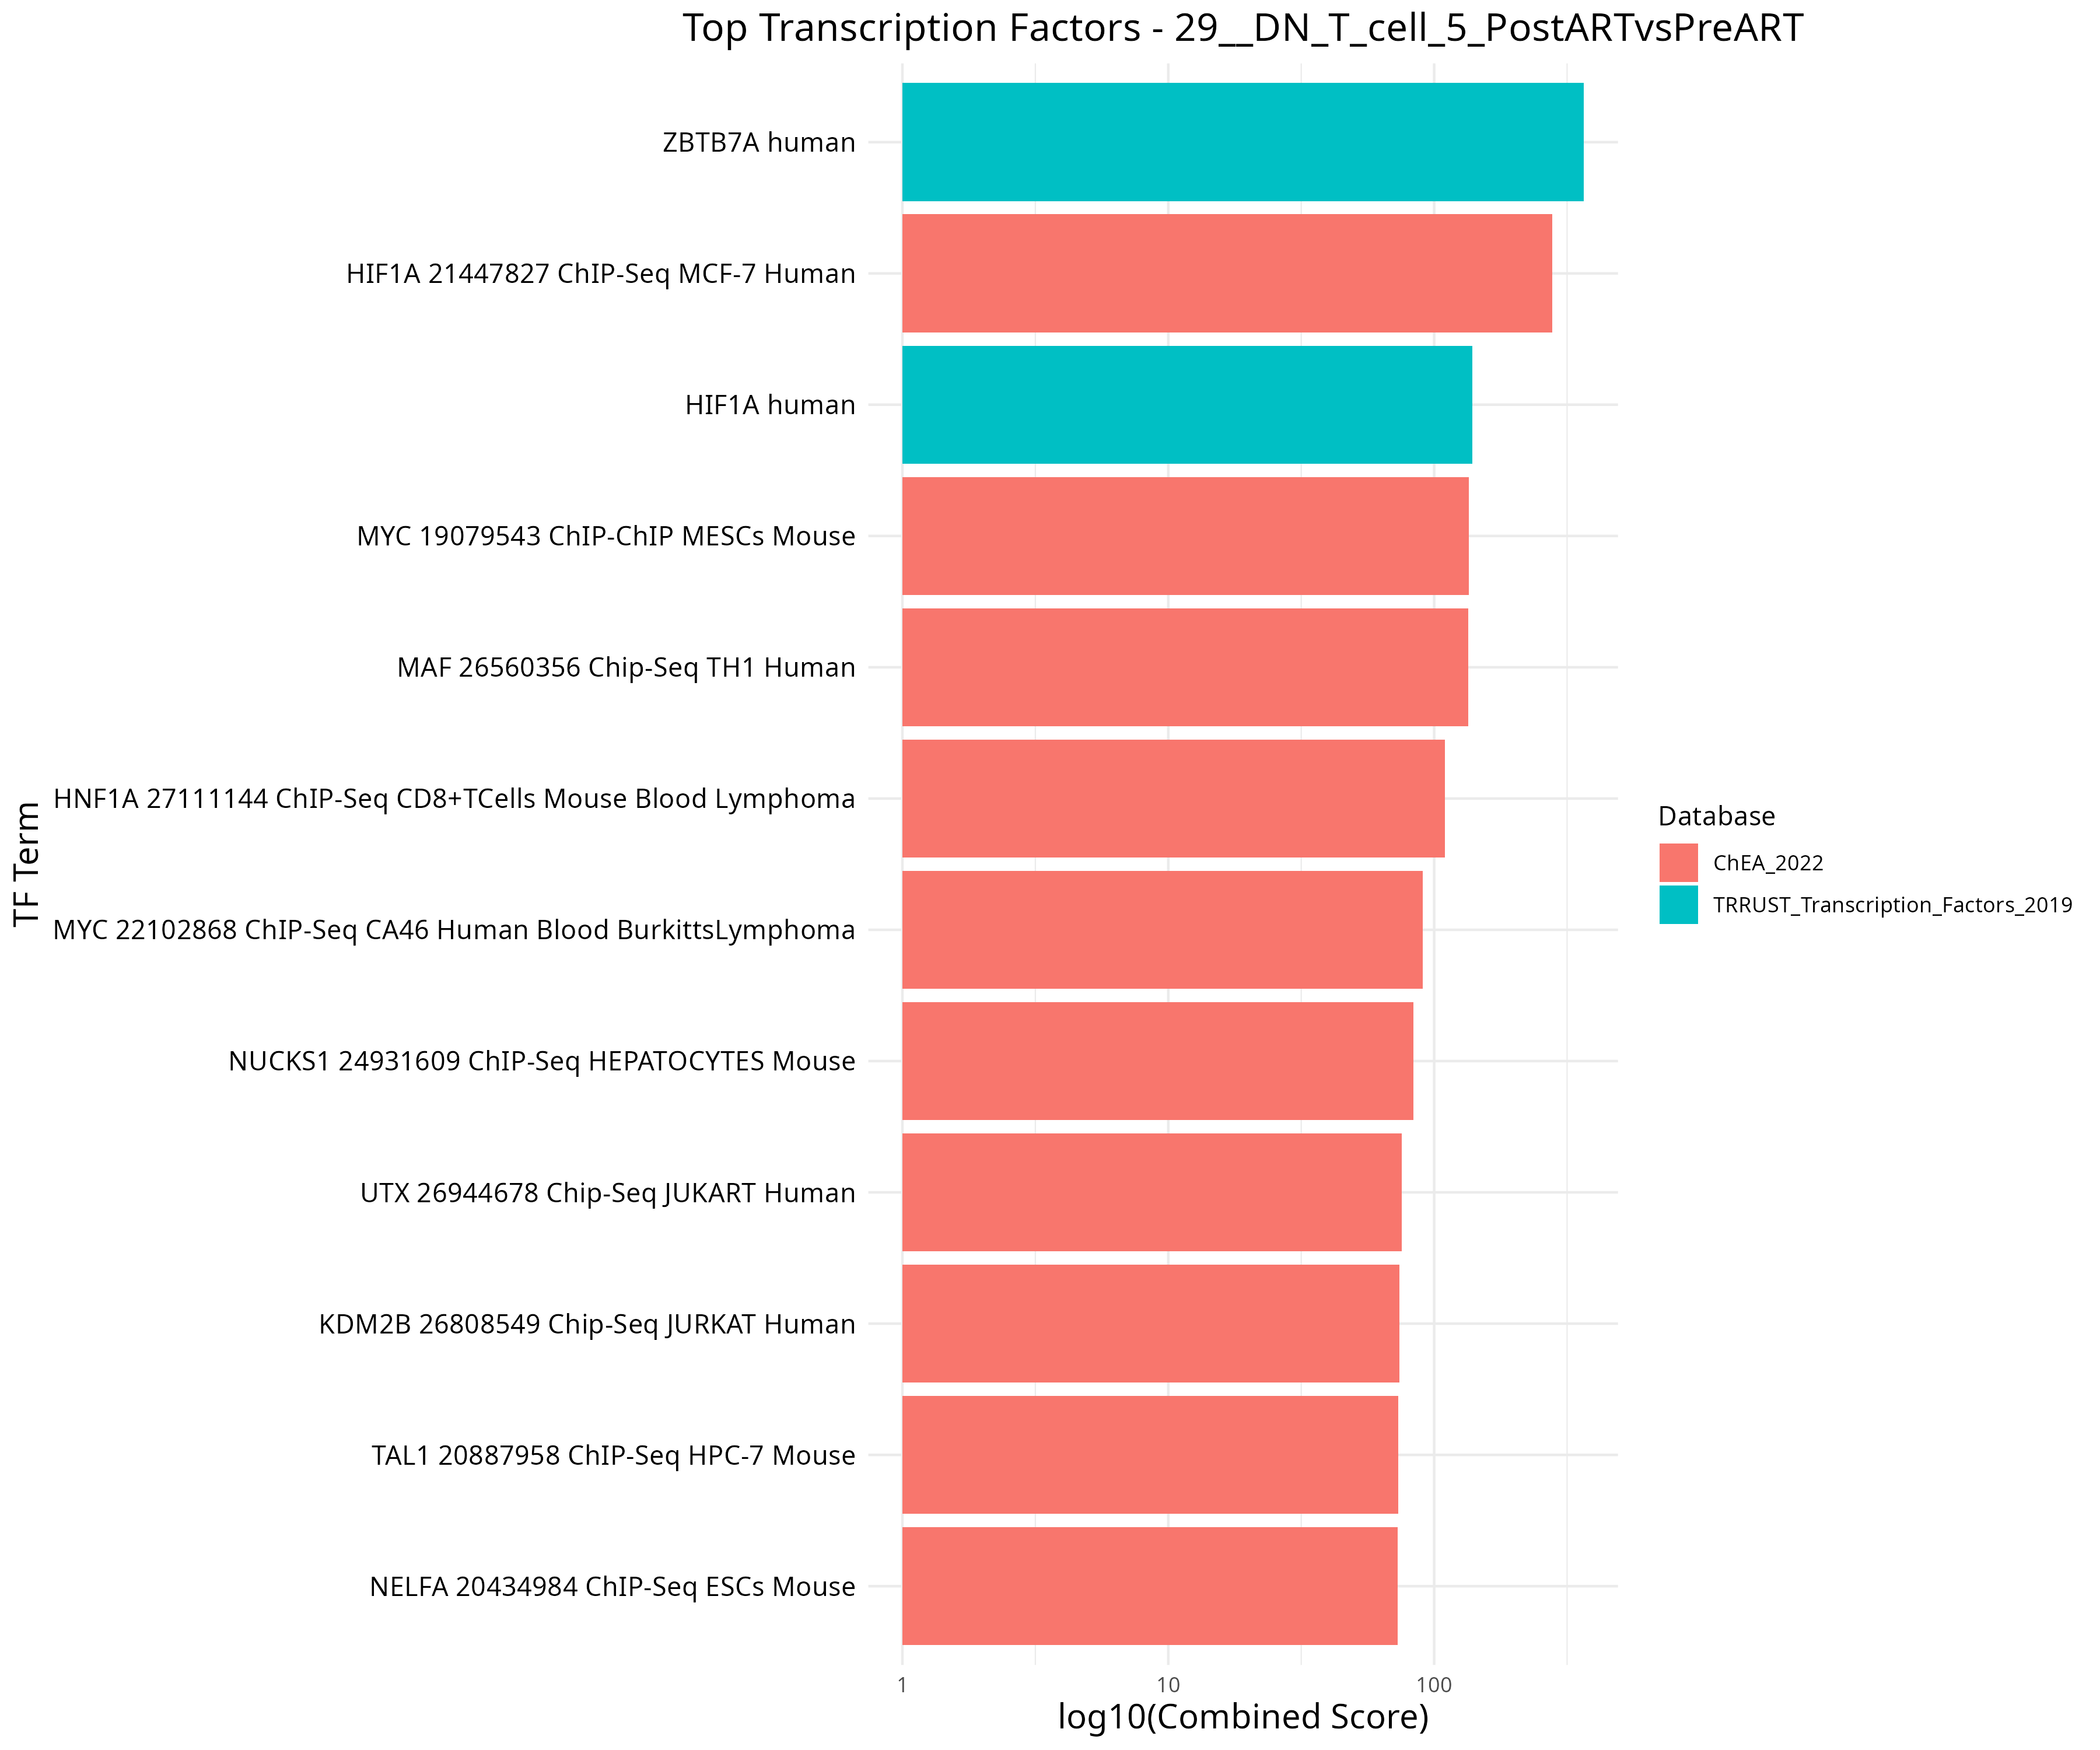 Top Transcription Factors - 29__DN_T_cell_5_PostARTvsPreART
TF Term
ZBTB7A human
HIF1A 21447827 ChIP-Seq MCF-7 Human
HIF1A human
MYC 19079543 ChIP-ChIP MESCs Mouse
MAF 26560356 Chip-Seq TH1 Human
HNF1A 27111144 ChIP-Seq CD8+TCells Mouse Blood Lymphoma
MYC 22102868 ChIP-Seq CA46 Human Blood BurkittsLymphoma
NUCKS1 24931609 ChIP-Seq HEPATOCYTES Mouse
UTX 26944678 Chip-Seq JUKART Human
KDM2B 26808549 Chip-Seq JURKAT Human
TAL1 20887958 ChIP-Seq HPC-7 Mouse
NELFA 20434984 ChIP-Seq ESCs Mouse
1 10 100
log10(Combined Score)
Database
ChEA_2022
TRRUST_Transcription_Factors_2019